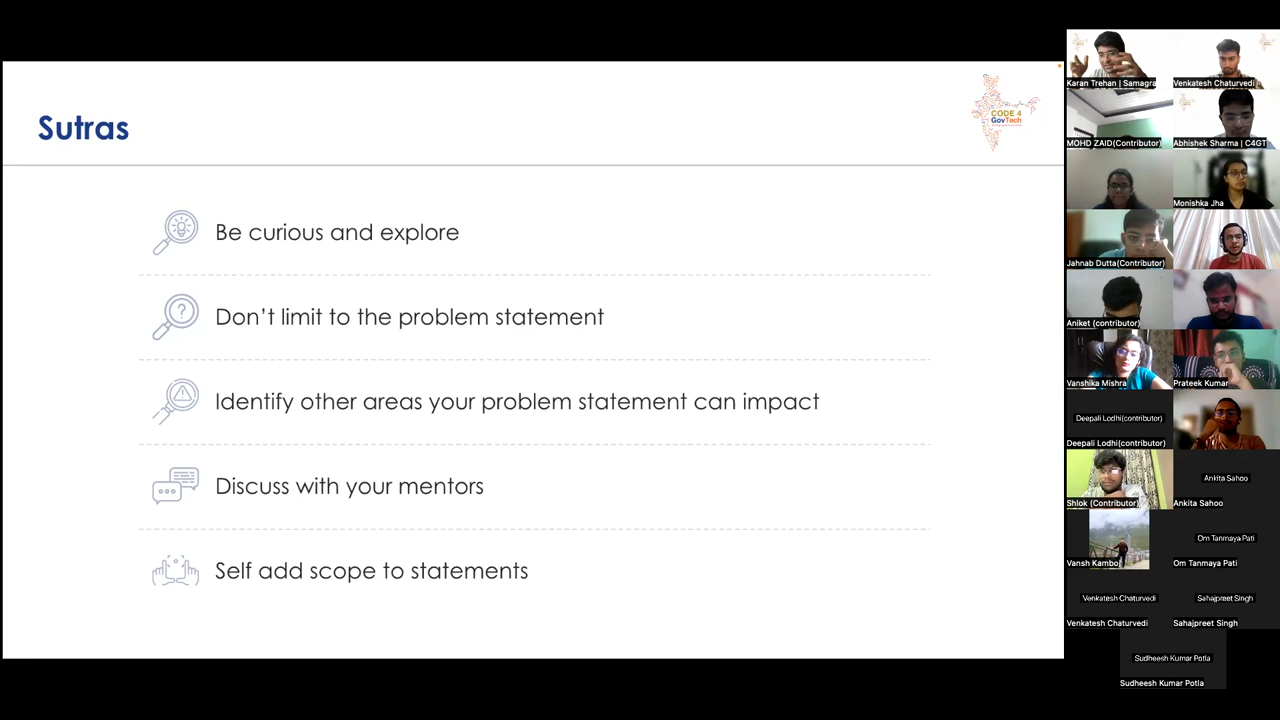 Sutras
CODE 4
GovTech
Be curious and explore
Don’t limit to the problem statement
Identify other areas your problem statement can impact
Discuss with your mentors
Self add scope to statements
Karan Trehan | Samagra
Venkatesh Chaturvedi
MOHD ZAID(Contributor)
Abhishek Sharma | C4GT
Monishka Jha
Jahnab Dutta(Contributor)
Aniket (contributor)
Vanshika Mishra
Prateek Kumar
Deepali Lodhi(contributor)
Deepali Lodhi(contributor)
Shlok (Contributor)
Ankita Sahoo
Ankita Sahoo
Vansh Kamboj
Om Tanmaya Pati
Om Tanmaya Pati
Venkatesh Chaturvedi
Venkatesh Chaturvedi
Sahajpreet Singh
Sahajpreet Singh
Sudheesh Kumar Potla
Sudheesh Kumar Potla